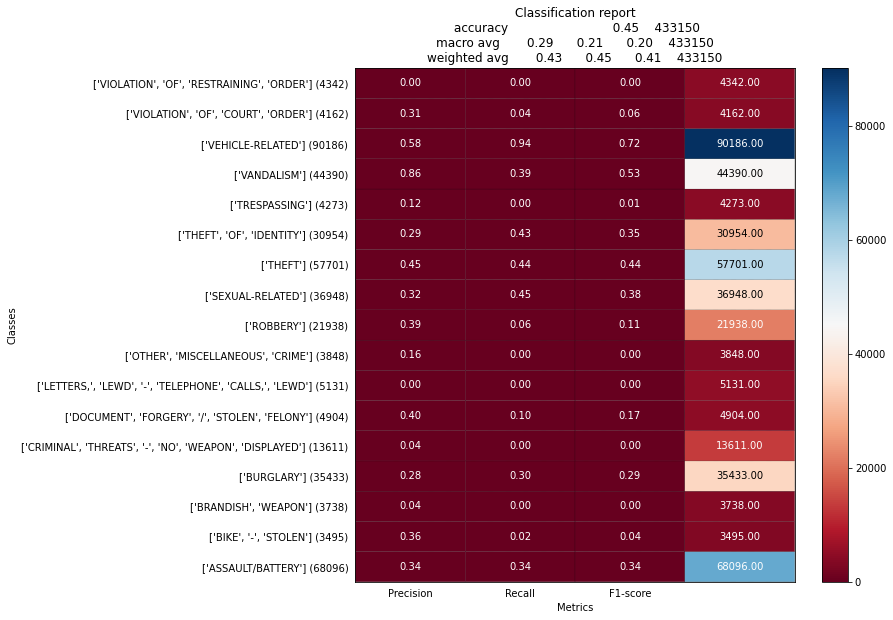 Classification report
accuracy 0.45 433150
macro avg 0.29 0.21 0.20 433150
weighted avg 0.43 0.45 0.41 433150
['VIOLATION', 'OF', 'RESTRAINING', 'ORDER'] (4342) 0.00 0.00 0.00 4342.00
['VIOLATION', 'OF', 'COURT', 'ORDER'] (4162) 0.31 0.04 0.06 4162.00
['VEHICLE-RELATED'] (90186) 0.58 0.94 0.72 90186.00
['VANDALISM'] (44390) 0.86 0.39 0.53 44390.00
['TRESPASSING'] (4273) 0.12 0.00 0.01 4273.00
['THEFT', 'OF', 'IDENTITY'] (30954) 0.29 0.43 0.35 30954.00
['THEFT'] (57701) 0.45 0.44 0.44 57701.00
['SEXUAL-RELATED'] (36948) 0.32 0.45 0.38 36948.00
['ROBBERY'] (21938) 0.39 0.06 0.11 21938.00
['OTHER', 'MISCELLANEOUS', 'CRIME'] (3848) 0.16 0.00 0.00 3848.00
['LETTERS,', 'LEWD', '-', 'TELEPHONE', 'CALLS,', 'LEWD'] (5131) 0.00 0.00 0.00 5131.00
['DOCUMENT', 'FORGERY', '/', 'STOLEN', 'FELONY'] (4904) 0.40 0.10 0.17 4904.00
['CRIMINAL', 'THREATS', '-', 'NO', 'WEAPON', 'DISPLAYED'] (13611) 0.04 0.00 0.00 13611.00
['BURGLARY'] (35433) 0.28 0.30 0.29 35433.00
['BRANDISH', 'WEAPON'] (3738) 0.04 0.00 0.00 3738.00
['BIKE', '-', 'STOLEN'] (3495) 0.36 0.02 0.04 3495.00
['ASSAULT/BATTERY'] (68096) 0.34 0.34 0.34 68096.00
Precision Recall F1-score
Metrics
Classes
80000
60000
40000
20000
0